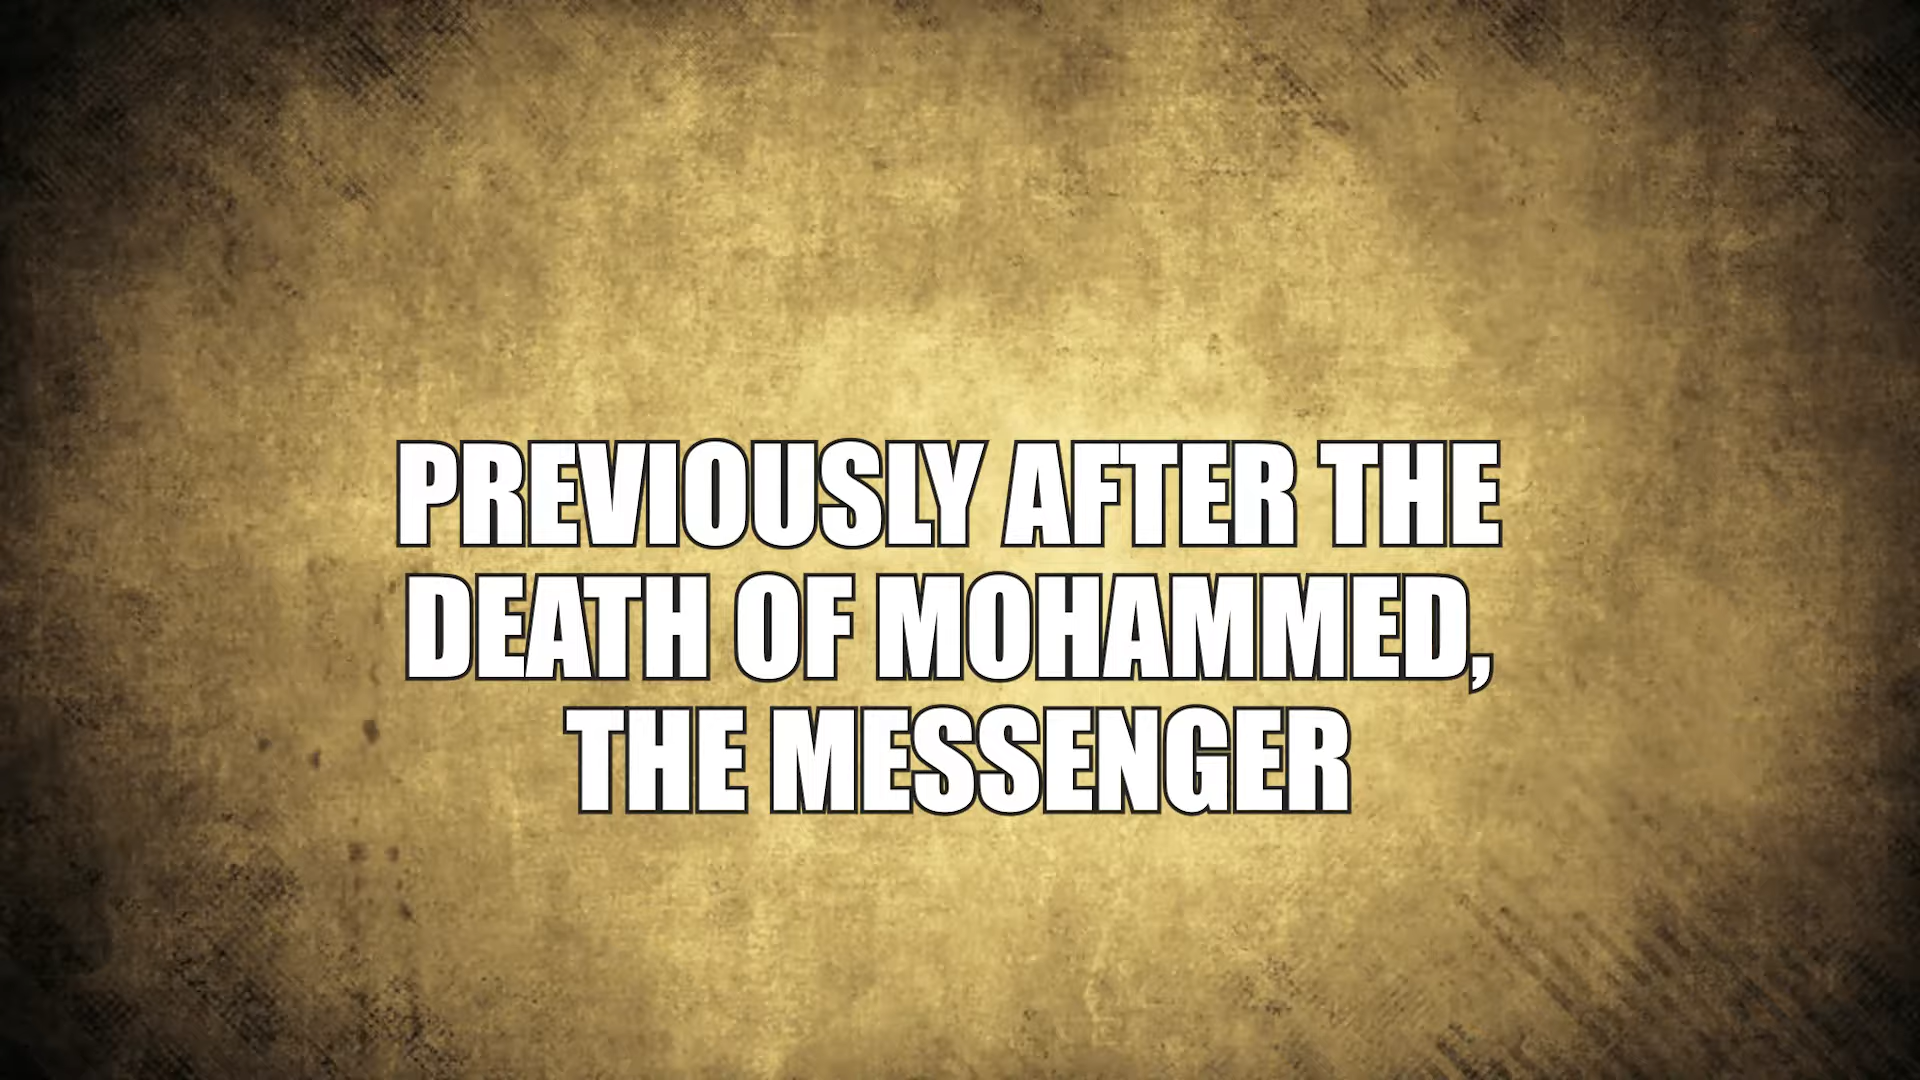 PREVIOUSLY AFTER THE
DEATH OF MOHAMMED,
THE MESSENGER